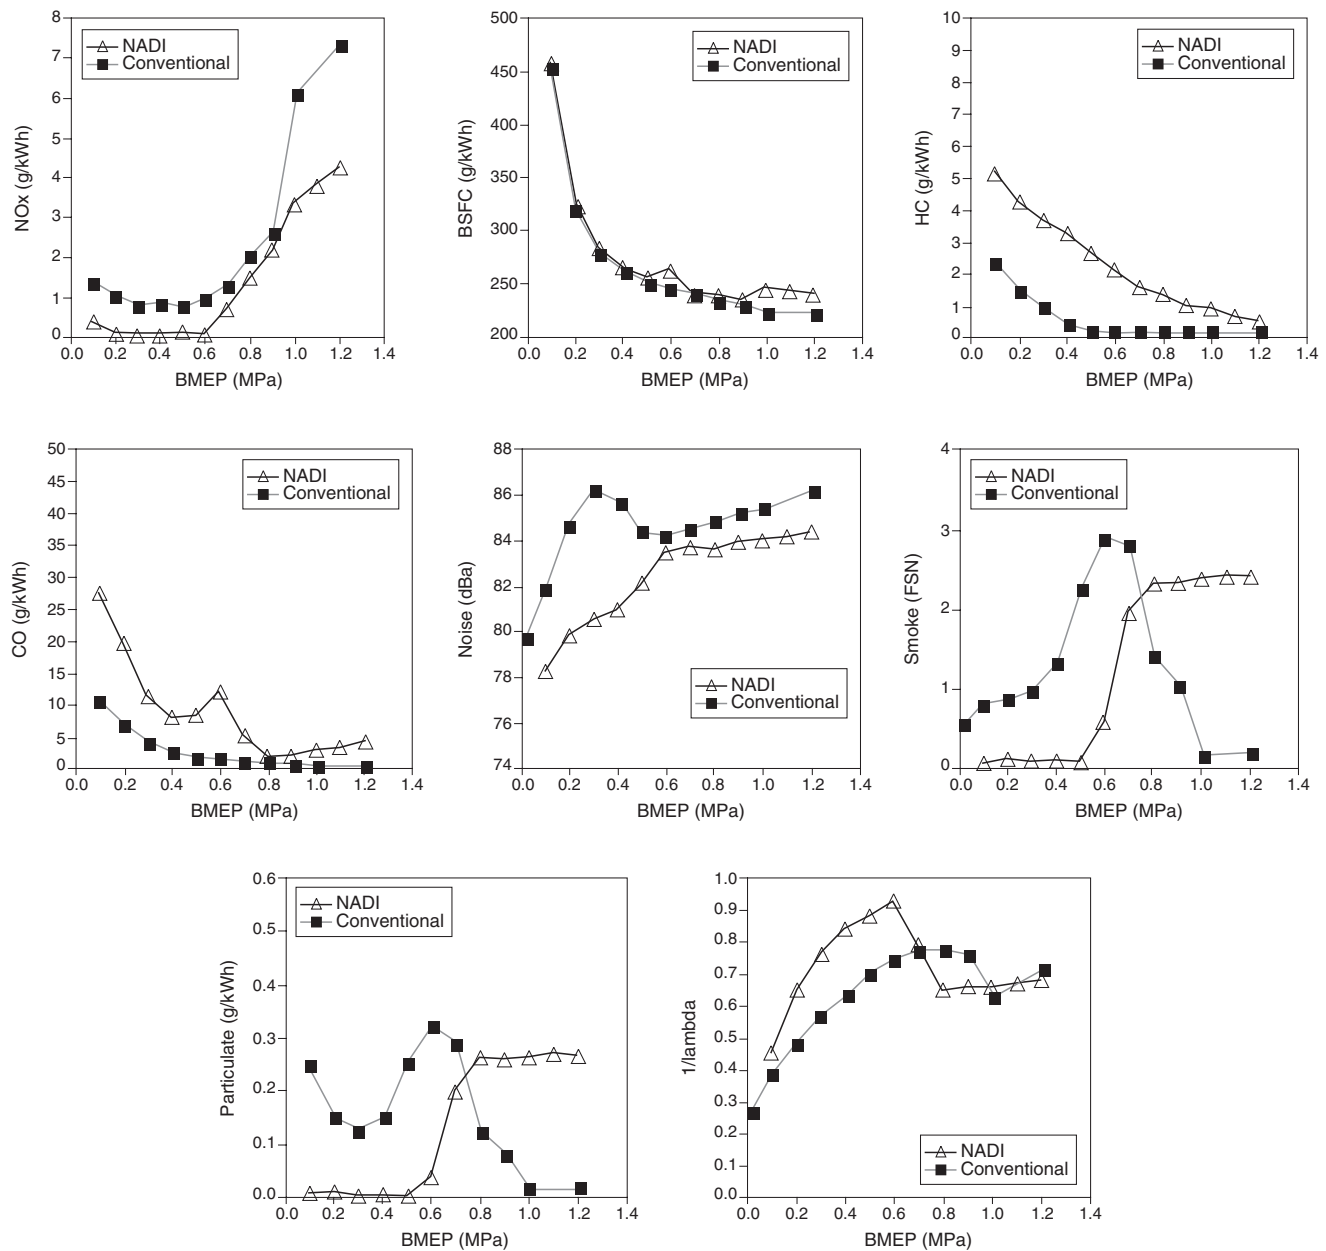 NOx (g/kWh)
8
7
6
5
4
3
2
1
0
NADI
Conventional
0.0 0.2 0.4 0.6 0.8 1.0 1.2 1.4
BMEP (MPa)
BSFC (g/kWh)
500
450
400
350
300
250
200
NADI
Conventional
0.0 0.2 0.4 0.6 0.8 1.0 1.2 1.4
BMEP (MPa)
HC (g/kWh)
10
9
8
7
6
5
4
3
2
1
0
NADI
Conventional
0.0 0.2 0.4 0.6 0.8 1.0 1.2 1.4
BMEP (MPa)
CO (g/kWh)
50
45
40
35
30
25
20
15
10
5
0
NADI
Conventional
0.0 0.2 0.4 0.6 0.8 1.0 1.2 1.4
BMEP (MPa)
Noise (dBa)
88
86
84
82
80
78
76
74
NADI
Conventional
0.0 0.2 0.4 0.6 0.8 1.0 1.2 1.4
BMEP (MPa)
Smoke (FSN)
4
3
2
1
0
NADI
Conventional
0.0 0.2 0.4 0.6 0.8 1.0 1.2 1.4
BMEP (MPa)
Particulate (g/kWh)
0.6
0.5
0.4
0.3
0.2
0.1
0.0
NADI
Conventional
0.0 0.2 0.4 0.6 0.8 1.0 1.2 1.4
BMEP (MPa)
1/lambda
1.0
0.9
0.8
0.7
0.6
0.5
0.4
0.3
0.2
0.1
0.0
NADI
Conventional
0.0 0.2 0.4 0.6 0.8 1.0 1.2 1.4
BMEP (MPa)